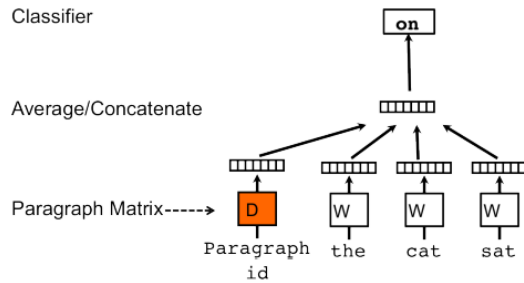 Classifier
on
Average/Concatenate
Paragraph Matrix
D
W
W
W
Paragraph
id
the
cat
sat